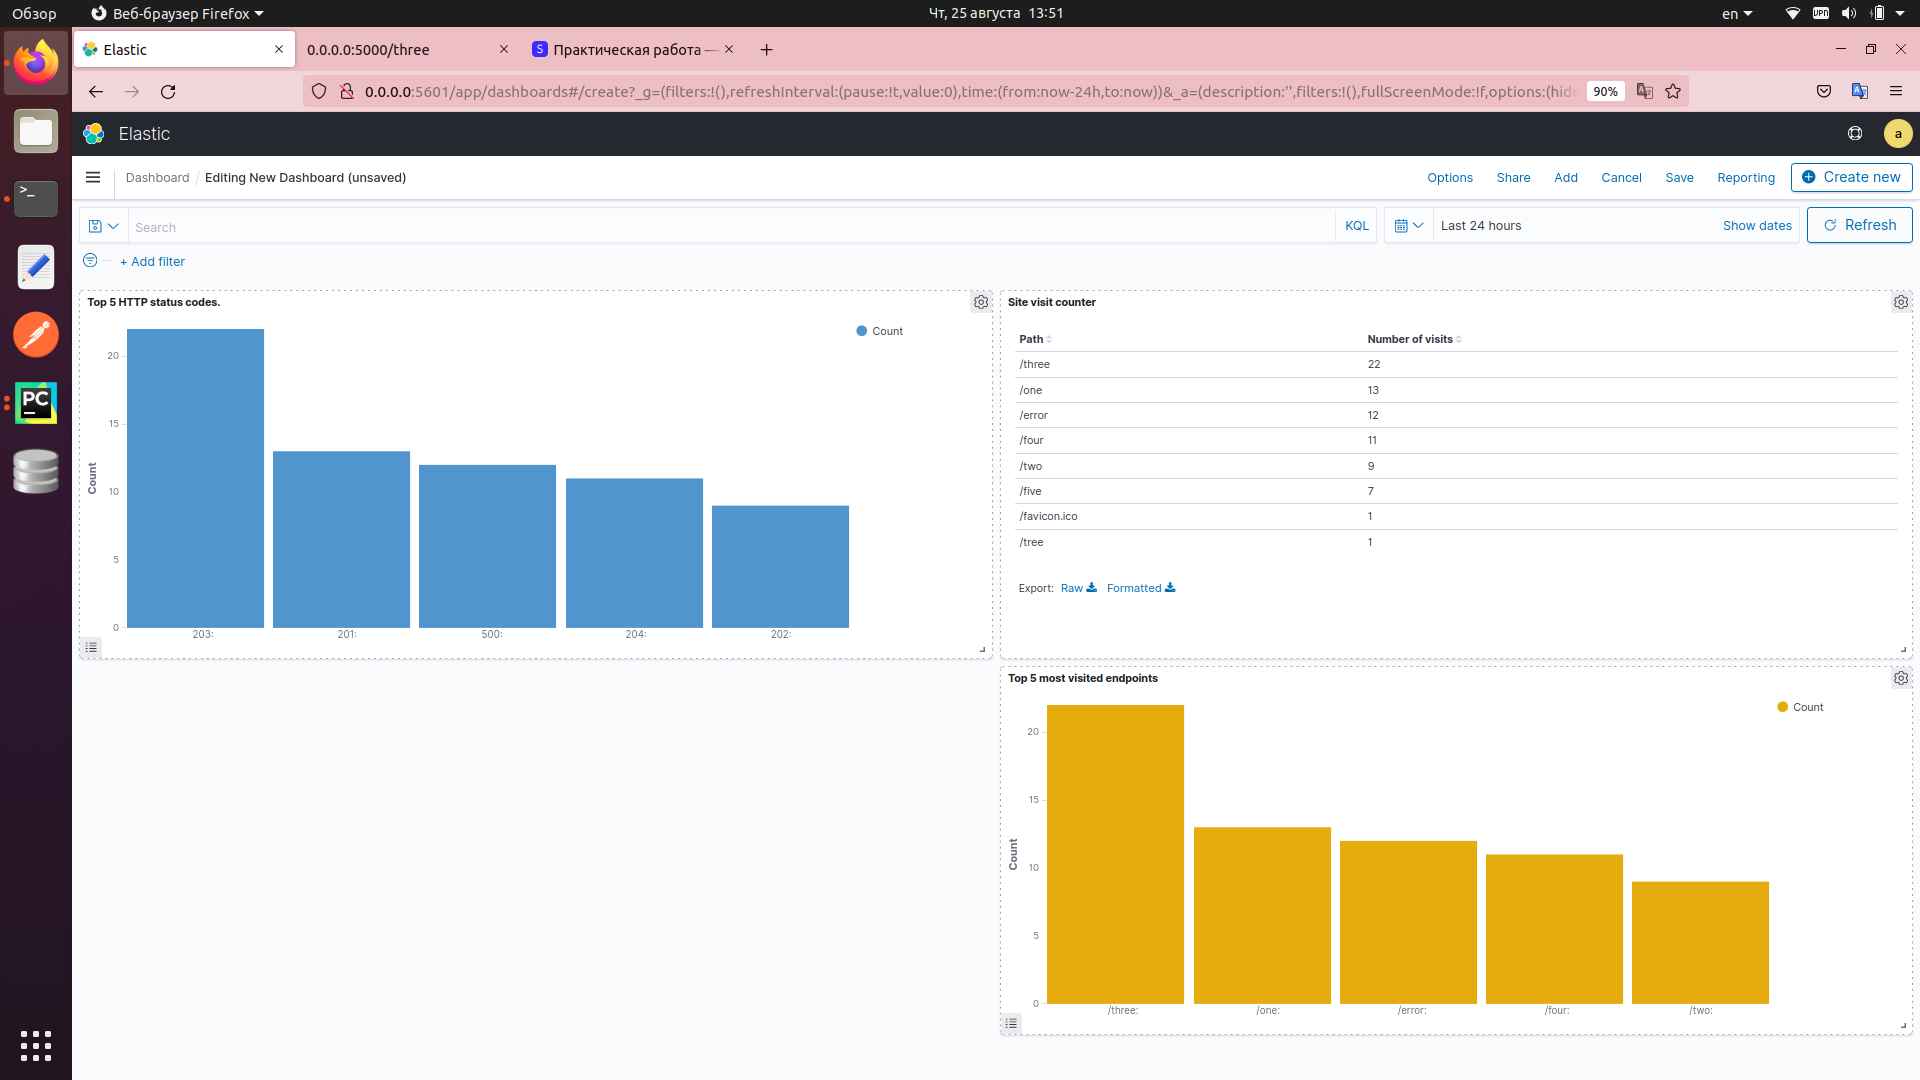 Обзор
Веб-браузер Firefox
Чт, 25 августа 13:51
en
VPN
Elastic
0.0.0.0:5000/three
S
Практическая работа —
0.0.0.0:5601/app/dashboards#/create?_g=(filters:!(),refreshInterval:(pause:!t,value:0),time:(from:now-24h,to:now))&_a=(description:'',filters:!(),fullScreenMode:!f,options:(hide
90%
Elastic
a
Dashboard / Editing New Dashboard (unsaved)
Options
Share
Add
Cancel
Save
Reporting
Create new
Search
KQL
Last 24 hours
Show dates
Refresh
+ Add filter
Top 5 HTTP status codes.
Count
20
15
10
5
0
Count
203:
201:
500:
204:
202:
Site visit counter
Path
Number of visits
/three 22
/one 13
/error 12
/four 11
/two 9
/five 7
/favicon.ico 1
/tree 1
Export: Raw Formatted
Top 5 most visited endpoints
Count
20
15
10
5
0
Count
/three:
/one:
/error:
/four:
/two:
>_
PC